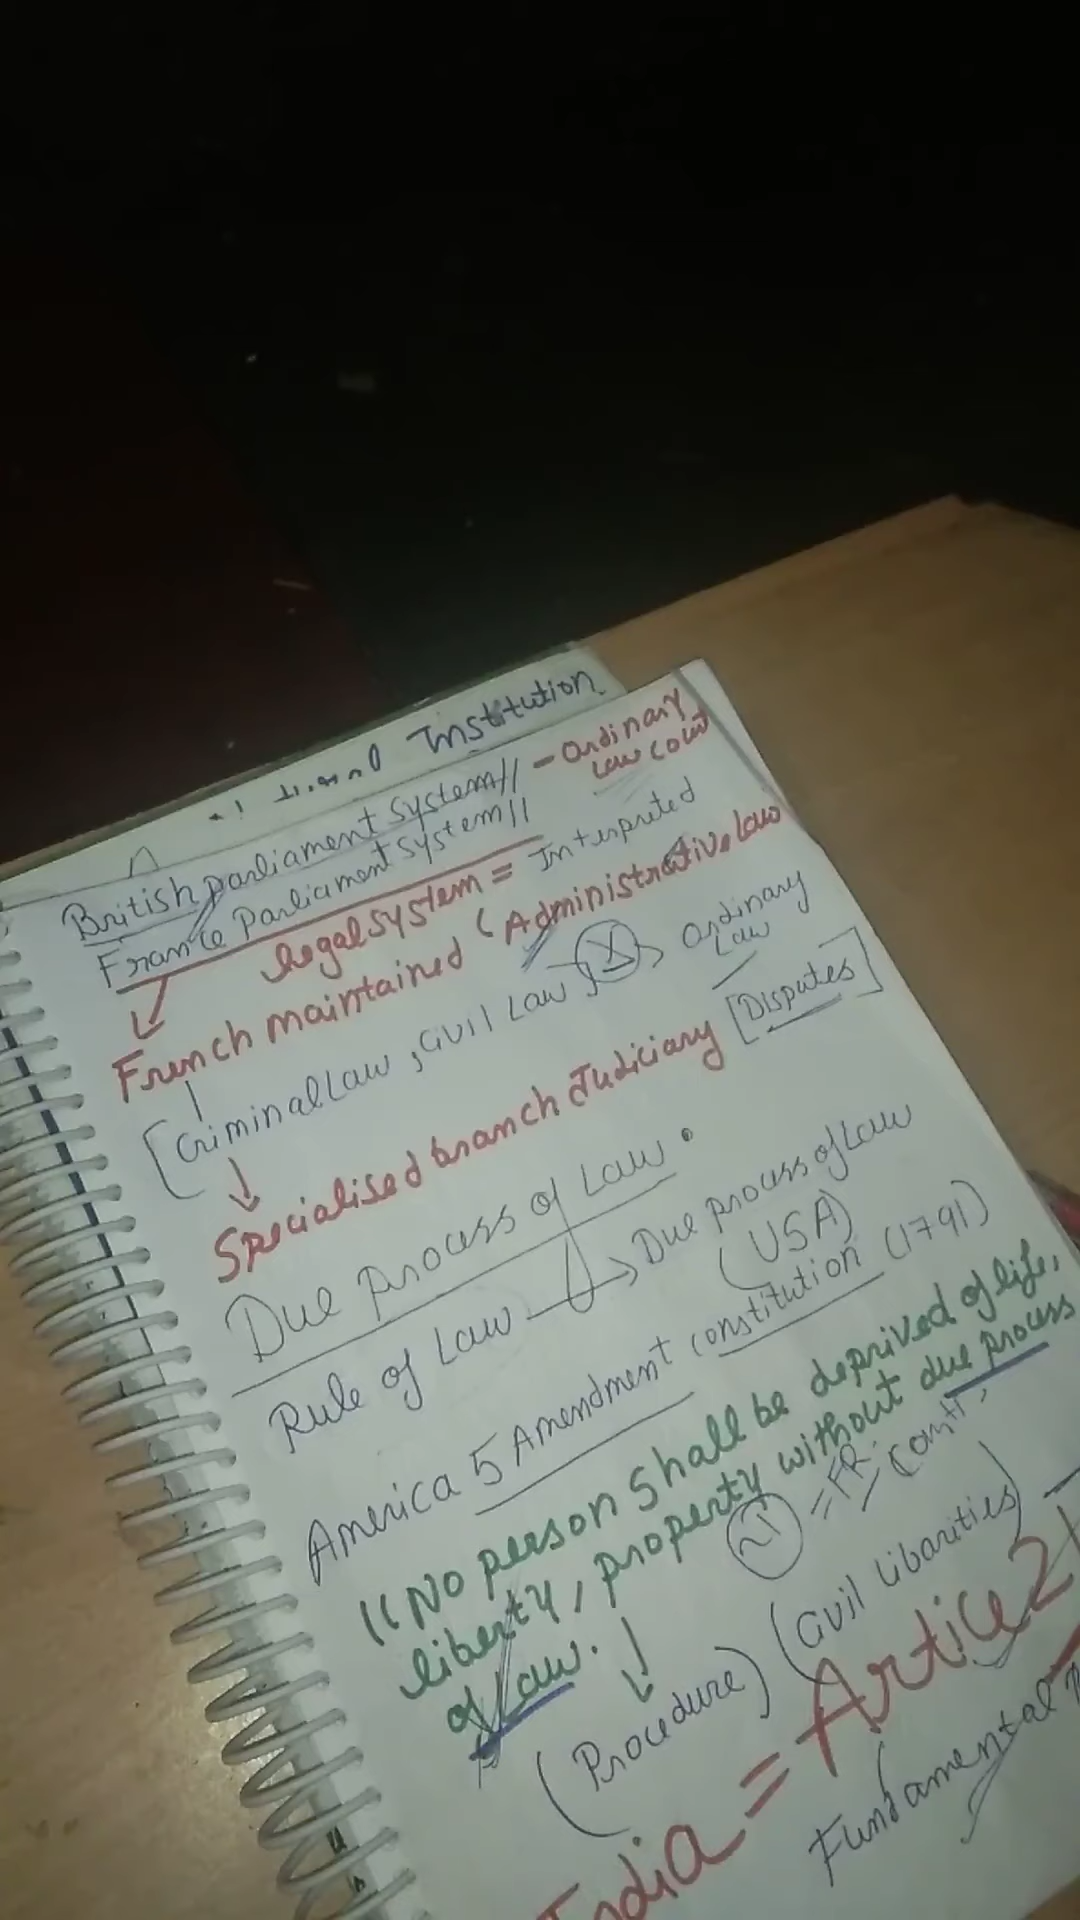 Institution
British parliament system// - Ordinary
law court
France Parliament system//
legal system = Interpreted
French maintained (Administrative law
[Criminal Law, Civil Law, X Ordinary
Law
Specialised branch Judiciary [Disputes]
Due Process of Law.
Rule of Law → Due process of Law
(USA)
America 5 Amendment constitution (1791)
"No person shall be deprived of life,
liberty, property without due process
of law.
21 = FR.
(Procedure) (Civil libarities)
India = Artice 21
Fundamental